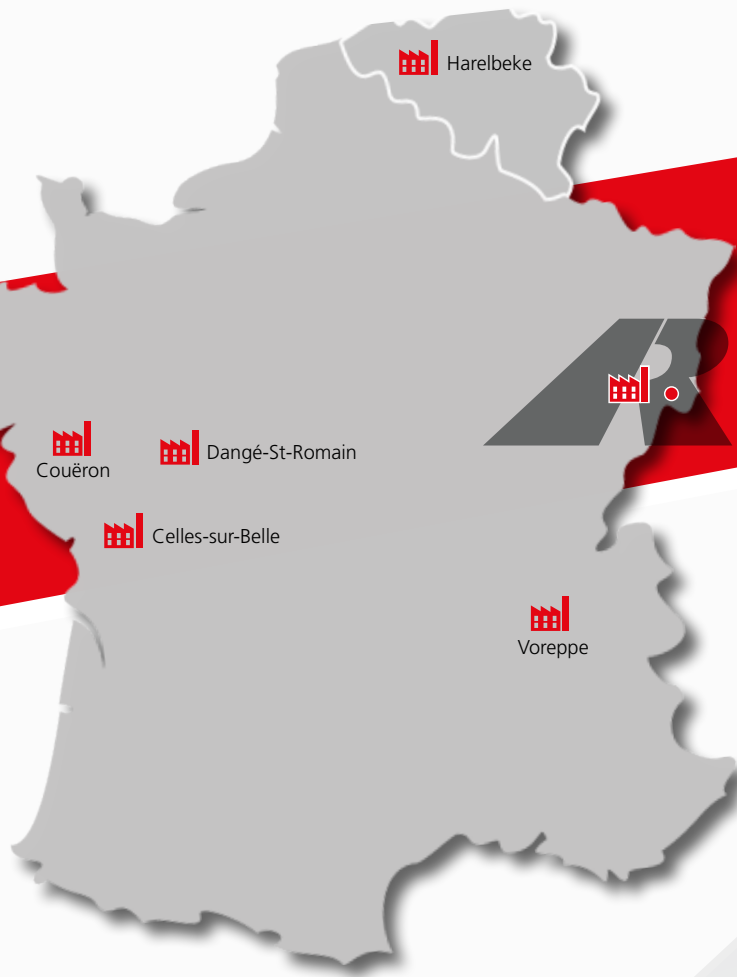 Harelbeke
R.
Couëron
Dangé-St-Romain
Celles-sur-Belle
Voreppe